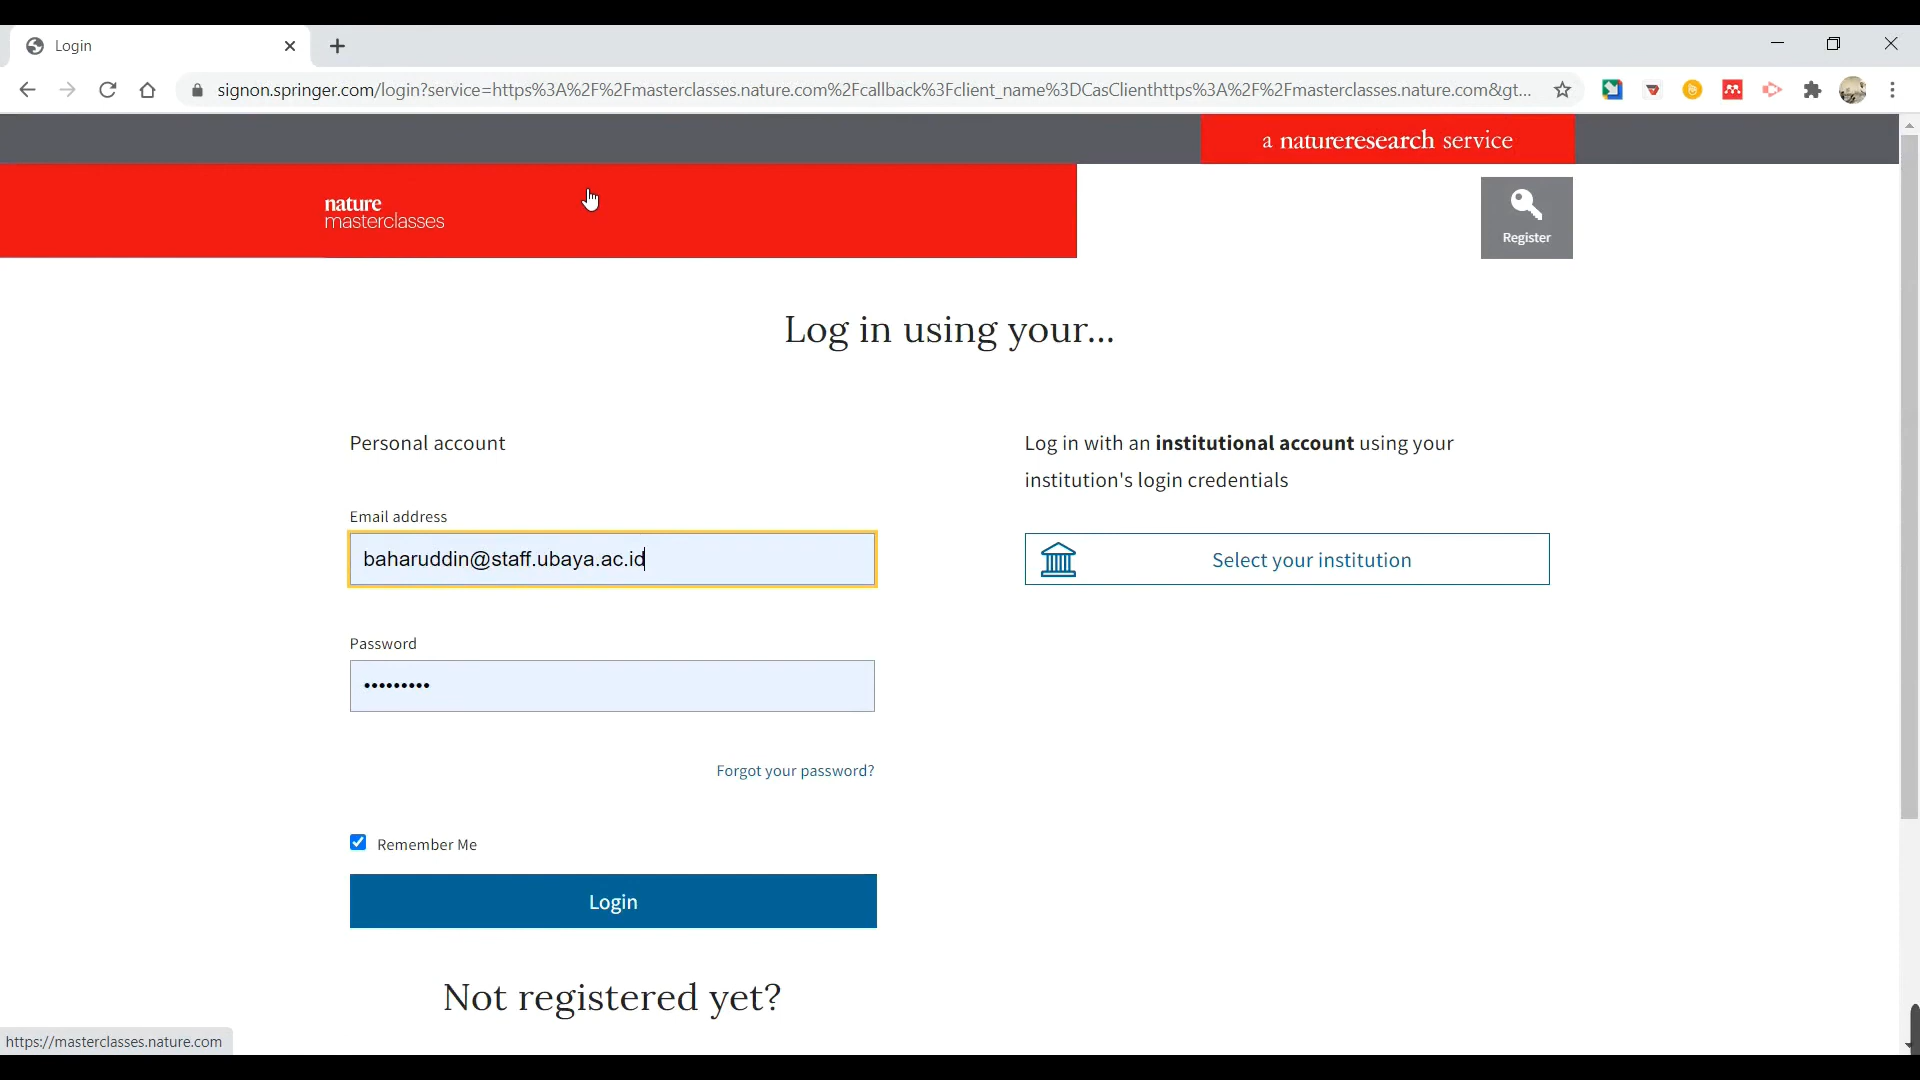 Login
signon.springer.com/login?service=https%3A%2F%2Fmasterclasses.nature.com%2Fcallback%3Fclient_name%3DCasClienthttps%3A%2F%2Fmasterclasses.nature.com&gt...
a natureresearch service
nature
masterclasses
Register
Log in using your...
Personal account
Log in with an institutional account using your
institution's login credentials
Email address
baharuddin@staff.ubaya.ac.id
Select your institution
Password
•••••••••
Forgot your password?
Remember Me
Login
Not registered yet?
https://masterclasses.nature.com